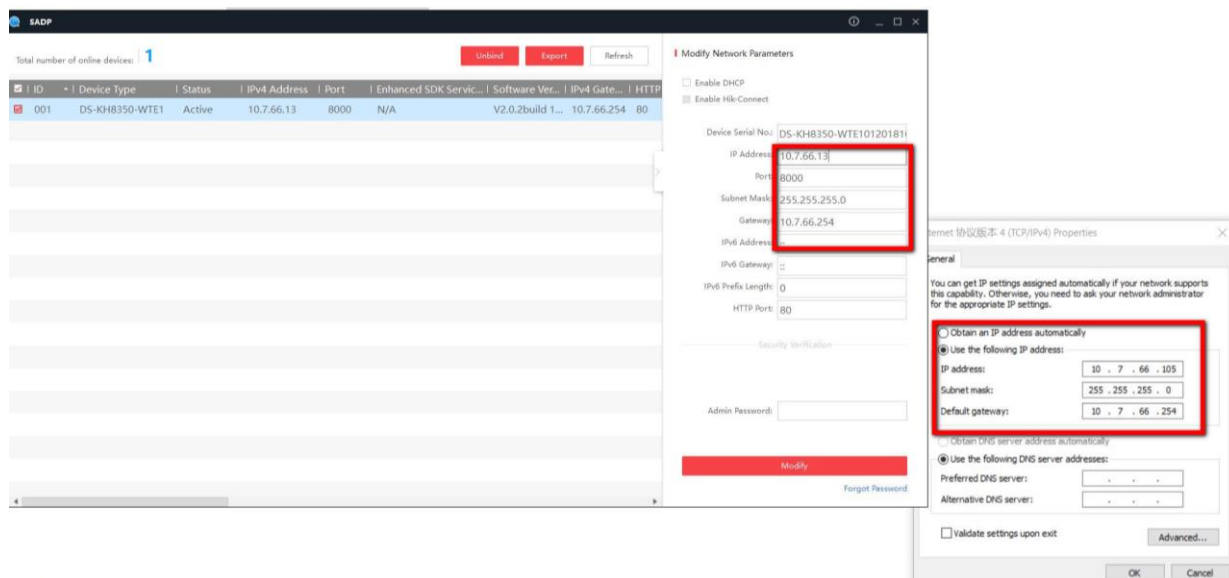 SADP
Total number of online devices: 1
Unbind Export Refresh
ID Device Type Status IPv4 Address Port Enhanced SDK Servic... Software Ver... IPv4 Gate... HTTP
001 DS-KH8350-WTE1 Active 10.7.66.13 8000 N/A V2.0.2build 1... 10.7.66.254 80
Modify Network Parameters
Enable DHCP
Enable Hik-Connect
Device Serial No.: DS-KH8350-WTE101201810
IP Address: 10.7.66.13
Port: 8000
Subnet Mask: 255.255.255.0
Gateway: 10.7.66.254
IPv6 Address: ::
IPv6 Gateway: ::
IPv6 Prefix Length: 0
HTTP Port: 80
Security Verification
Admin Password:
Modify
Forgot Password
ternet 协议版本 4 (TCP/IPv4) Properties
General
You can get IP settings assigned automatically if your network supports
this capability. Otherwise, you need to ask your network administrator
for the appropriate IP settings.
Obtain an IP address automatically
Use the following IP address:
IP address: 10 . 7 . 66 . 105
Subnet mask: 255 . 255 . 255 . 0
Default gateway: 10 . 7 . 66 . 254
Obtain DNS server address automatically
Use the following DNS server addresses:
Preferred DNS server: . . .
Alternative DNS server: . . .
Validate settings upon exit
Advanced...
OK Cancel